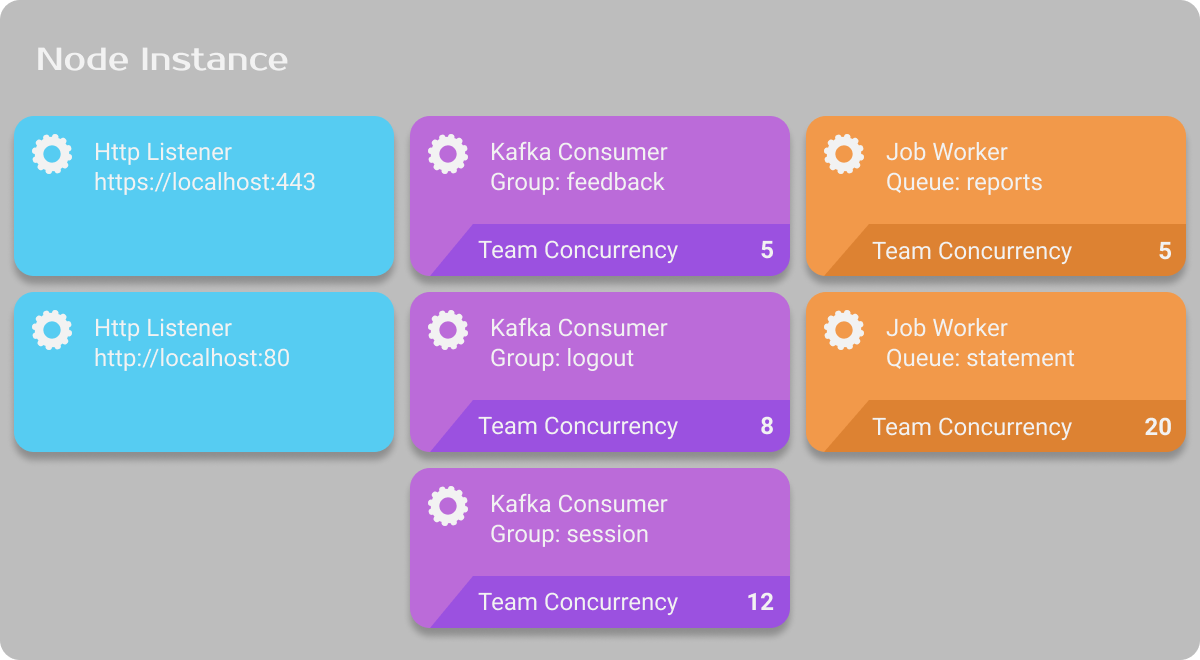 Node Instance
Http Listener
https://localhost:443
Kafka Consumer
Group: feedback
Team Concurrency 5
Job Worker
Queue: reports
Team Concurrency 5
Http Listener
http://localhost:80
Kafka Consumer
Group: logout
Team Concurrency 8
Job Worker
Queue: statement
Team Concurrency 20
Kafka Consumer
Group: session
Team Concurrency 12